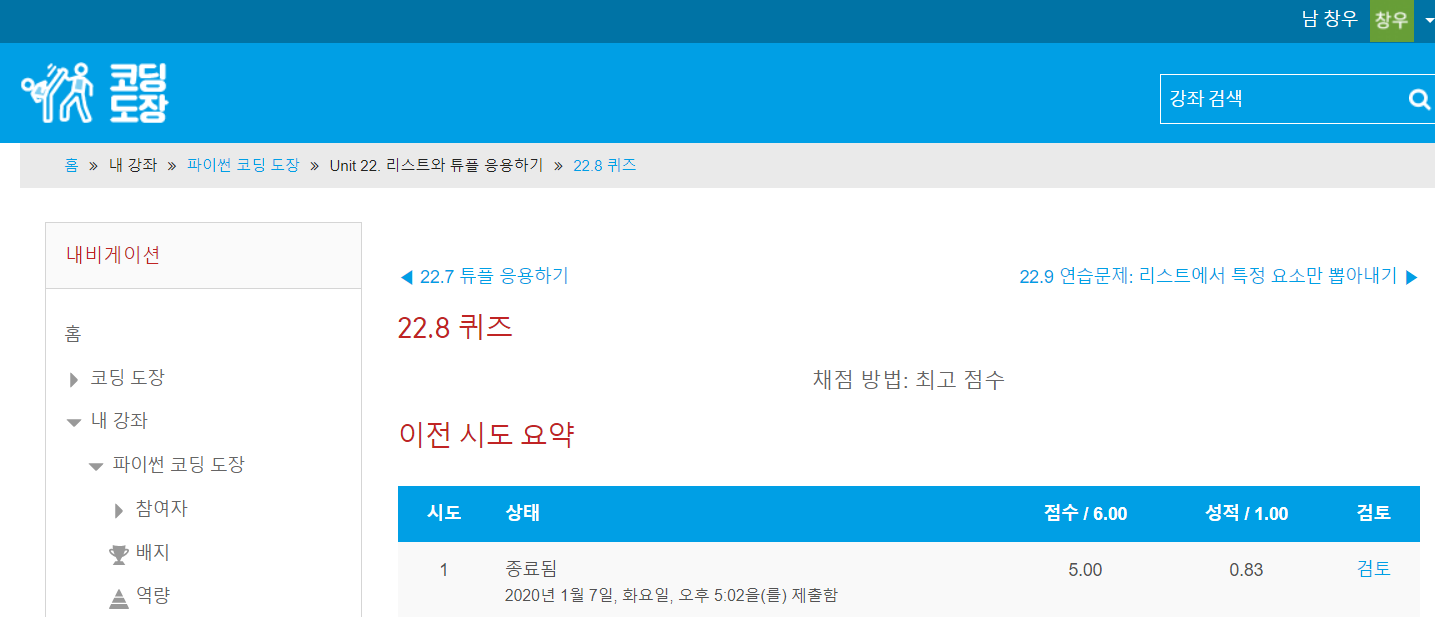 남 창우 창우
코딩
도장
강좌 검색
홈 » 내 강좌 » 파이썬 코딩 도장 » Unit 22. 리스트와 튜플 응용하기 » 22.8 퀴즈
내비게이션
홈
코딩 도장
내 강좌
파이썬 코딩 도장
참여자
배지
역량
◀ 22.7 튜플 응용하기
22.9 연습문제: 리스트에서 특정 요소만 뽑아내기 ▶
22.8 퀴즈
채점 방법: 최고 점수
이전 시도 요약
시도 상태 점수 / 6.00 성적 / 1.00 검토
1 종료됨 5.00 0.83 검토
2020년 1월 7일, 화요일, 오후 5:02을(를) 제출함